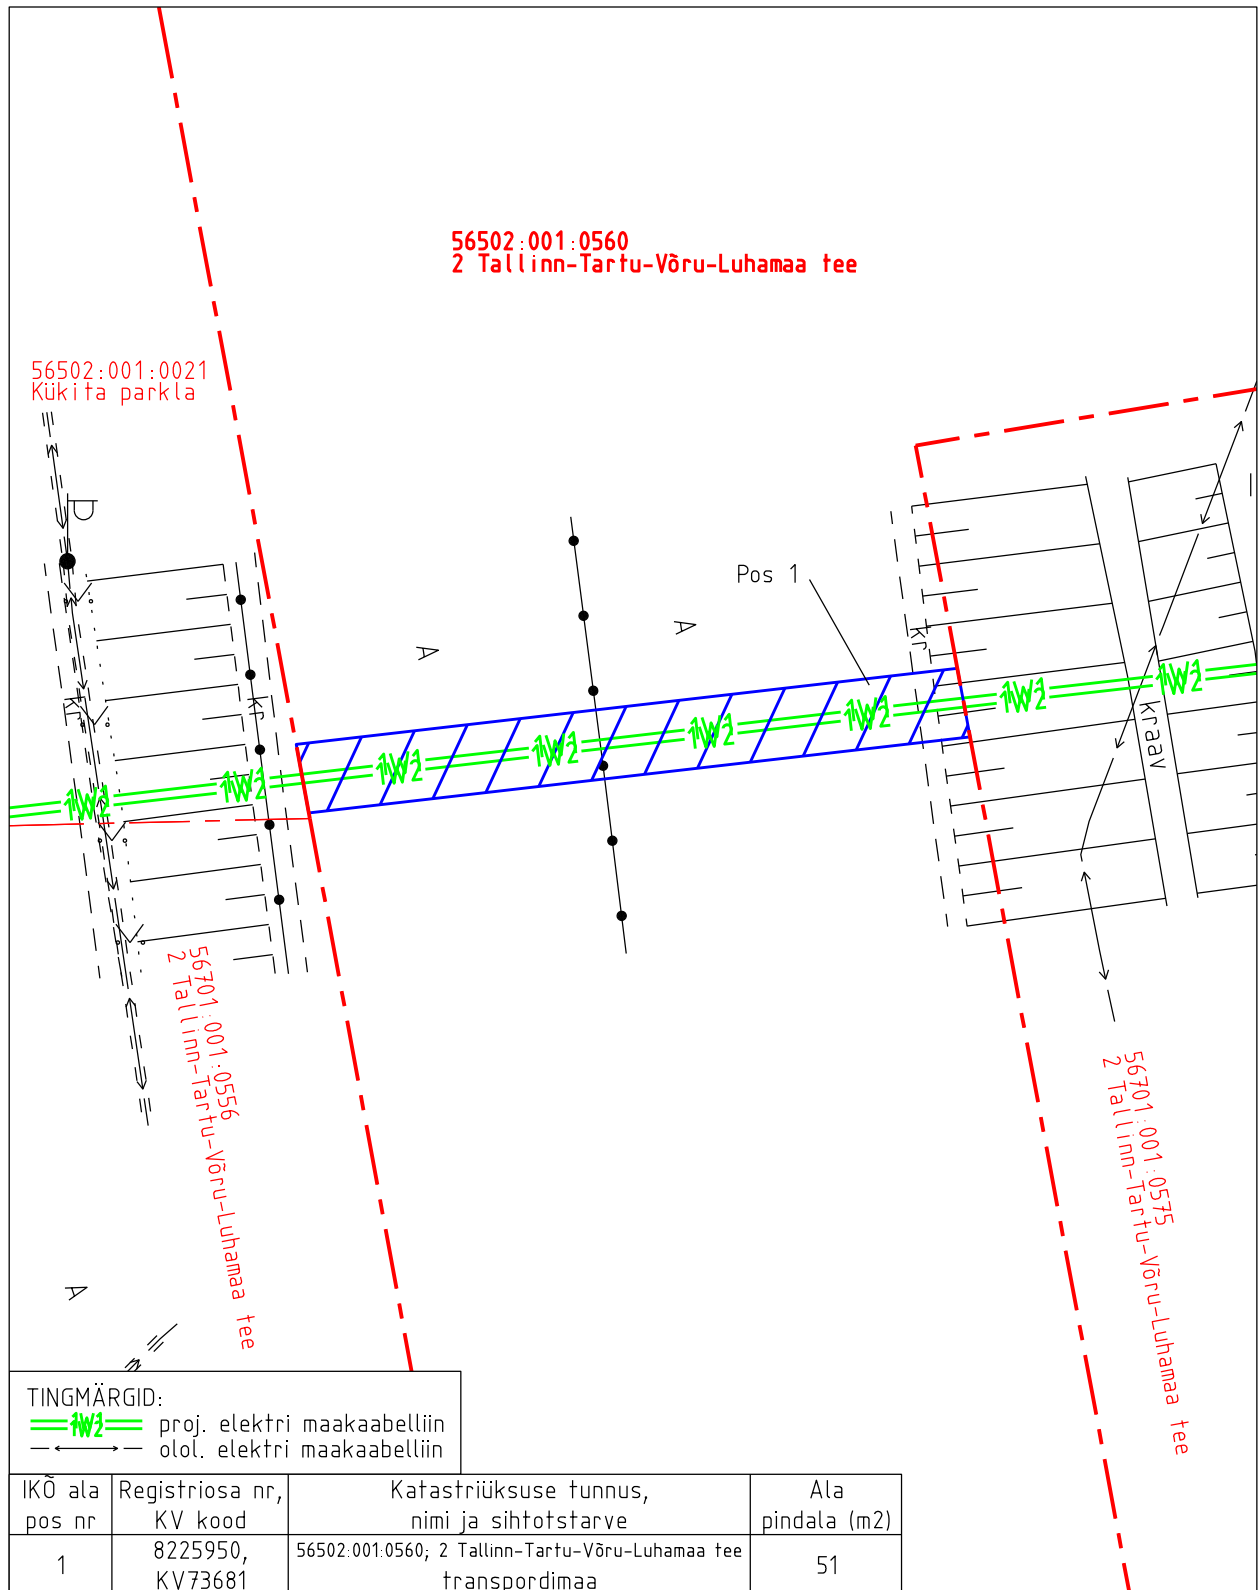 56502:001:0560
2 Tallinn-Tartu-Võru-Luhamaa tee
56502:001:0021
Kükita parkla
Pos 1
A
A
kr
kr
kr
kraav
1W2
1W2
1W2
1W2
1W2
1W2
1W2
1W2
56701:001:0556
2 Tallinn-Tartu-Võru-Luhamaa tee
56701:001:0575
2 Tallinn-Tartu-Võru-Luhamaa tee
A
TINGMÄRGID:
1W2 proj. elektri maakaabelliin
olol. elektri maakaabelliin
IKÕ ala pos nr
Registriosa nr, KV kood
Katastriüksuse tunnus, nimi ja sihtotstarve
Ala pindala (m2)
1
8225950, KV73681
56502:001:0560; 2 Tallinn-Tartu-Võru-Luhamaa tee transpordimaa
51